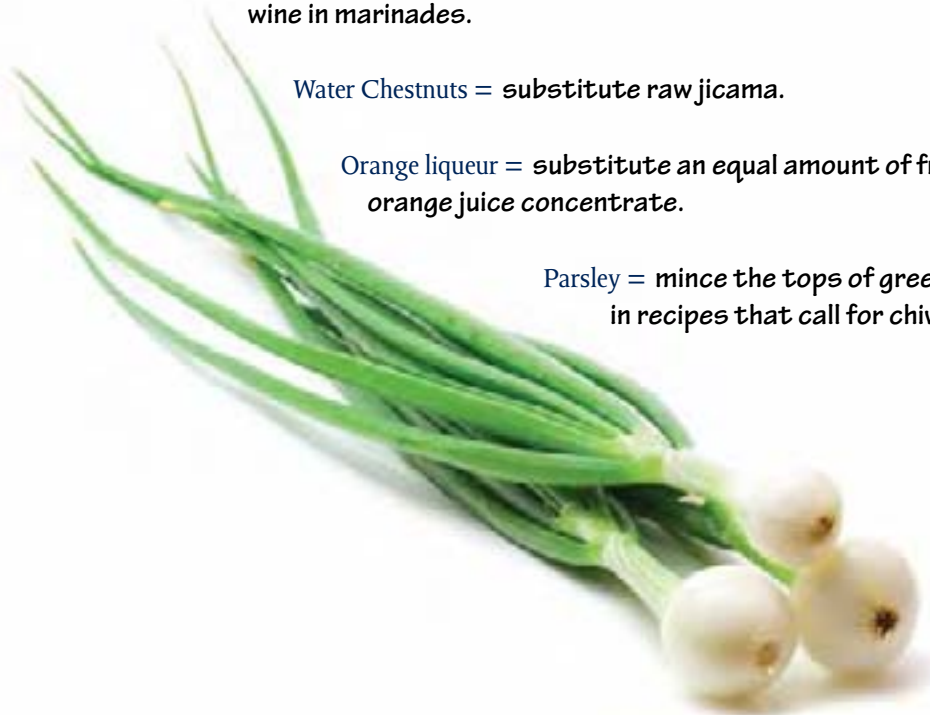 wine in marinades.
Water Chestnuts = substitute raw jicama.
Orange liqueur = substitute an equal amount of
orange juice concentrate.
Parsley = mince the tops of
in recipes that call for